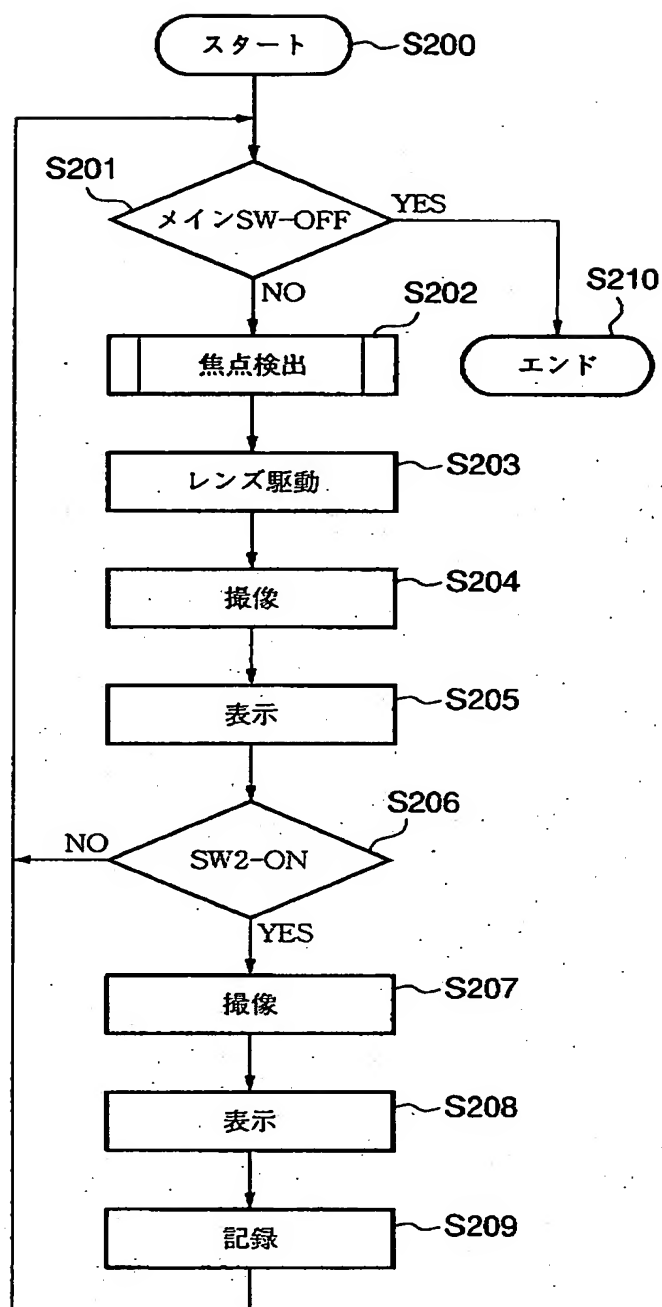 スタート
S200
S201
メインSW-OFF
YES
NO
S202
S210
焦点検出
エンド
レンズ駆動
S203
撮像
S204
表示
S205
S206
NO
SW2-ON
YES
撮像
S207
表示
S208
記録
S209